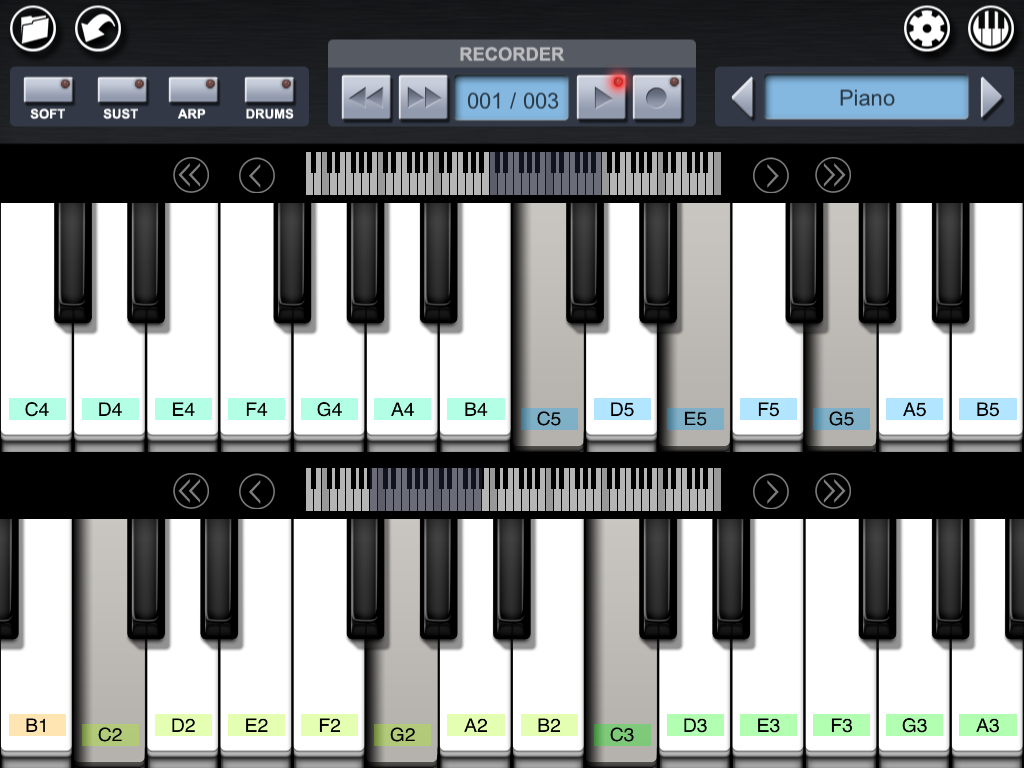 RECORDER
SOFT SUST ARP DRUMS
001 / 003
Piano
C4 D4 E4 F4 G4 A4 B4 C5 D5 E5 F5 G5 A5 B5
B1 C2 D2 E2 F2 G2 A2 B2 C3 D3 E3 F3 G3 A3